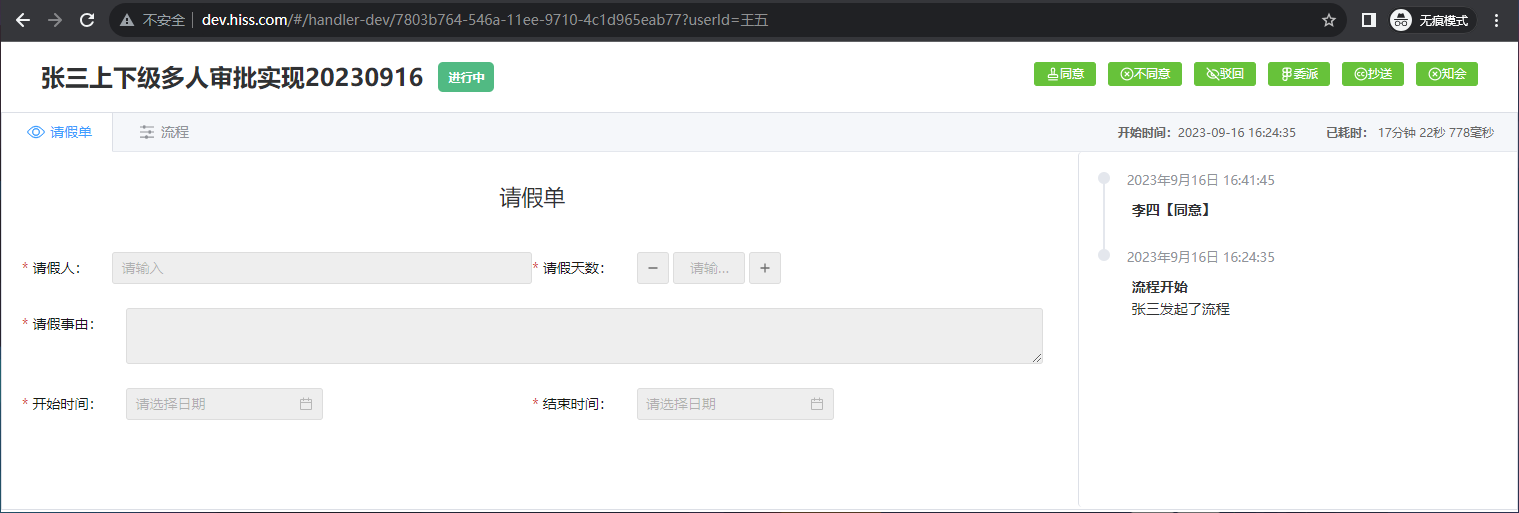 不安全 dev.hiss.com/#/handler-dev/7803b764-546a-11ee-9710-4c1d965eab77?userId=王五 无痕模式
张三上下级多人审批实现20230916 进行中 同意 不同意 驳回 委派 抄送 知会
请假单 流程 开始时间：2023-09-16 16:24:35 已耗时： 17分钟 22秒 778毫秒
请假单
* 请假人： 请输入 * 请假天数： 请输...
* 请假事由：
* 开始时间： 请选择日期 * 结束时间： 请选择日期
2023年9月16日 16:41:45
李四【同意】
2023年9月16日 16:24:35
流程开始
张三发起了流程